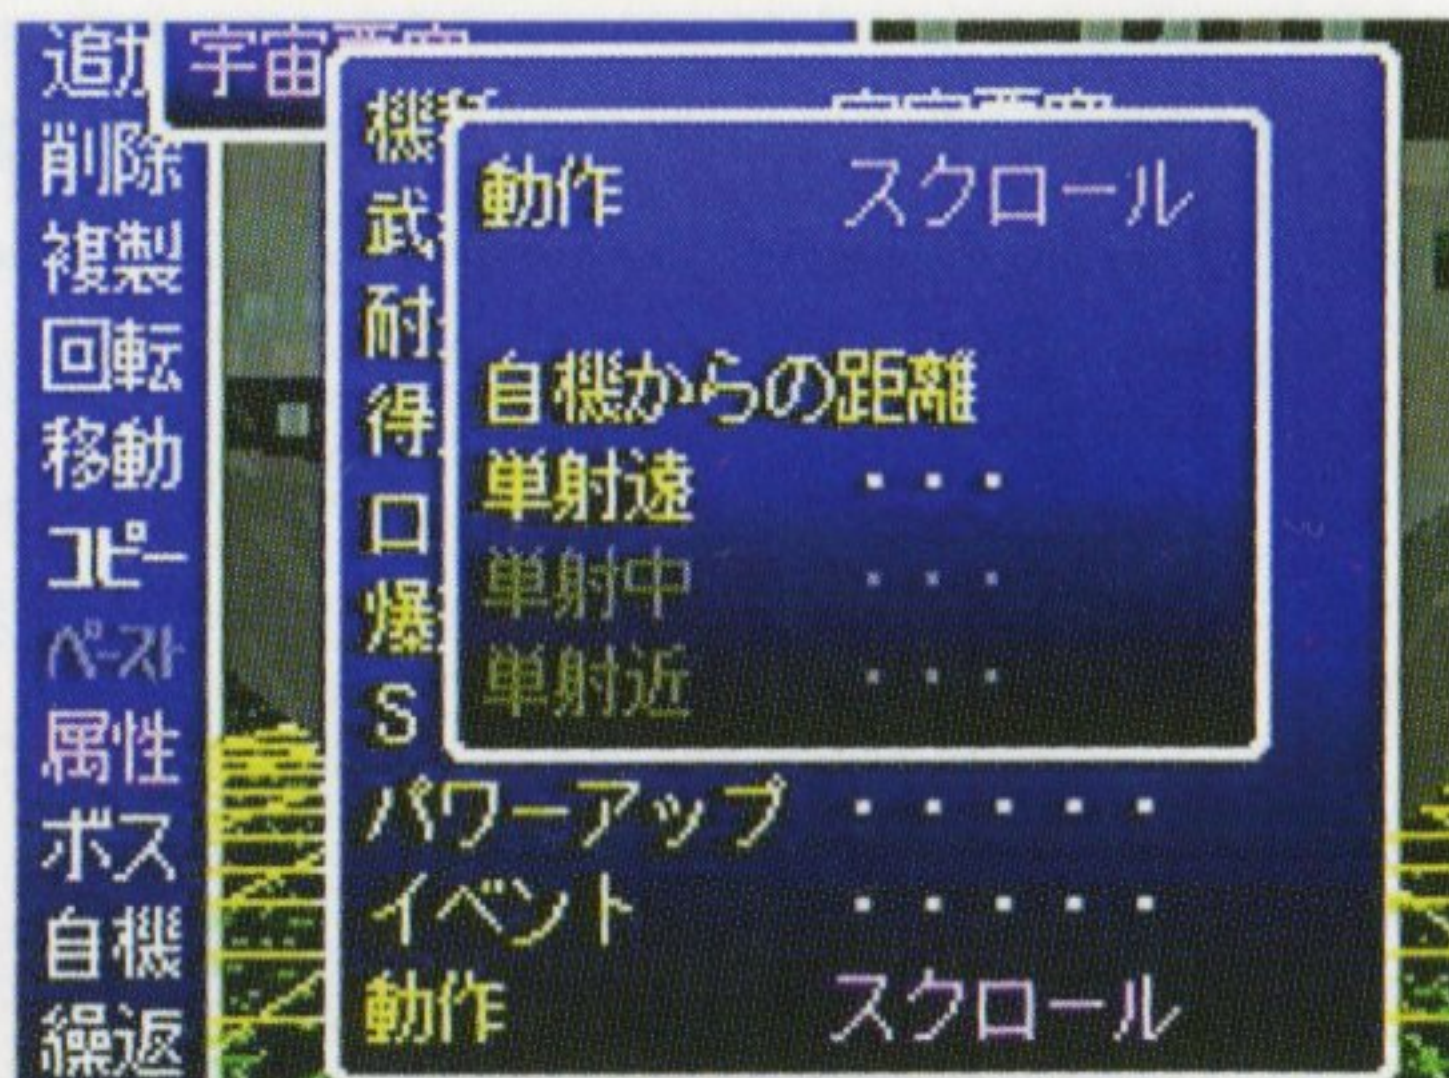 追加
削除
複製
回転
移動
コピー
ペースト
属性
ボス
自機
繰返
宇宙
機
武
耐
得
ロ
爆
S
パワーアップ ・・・・・
イベント ・・・・・
動作 スクロール
動作 スクロール
自機からの距離
単射遠 ・・・
単射中 ・・・
単射近 ・・・